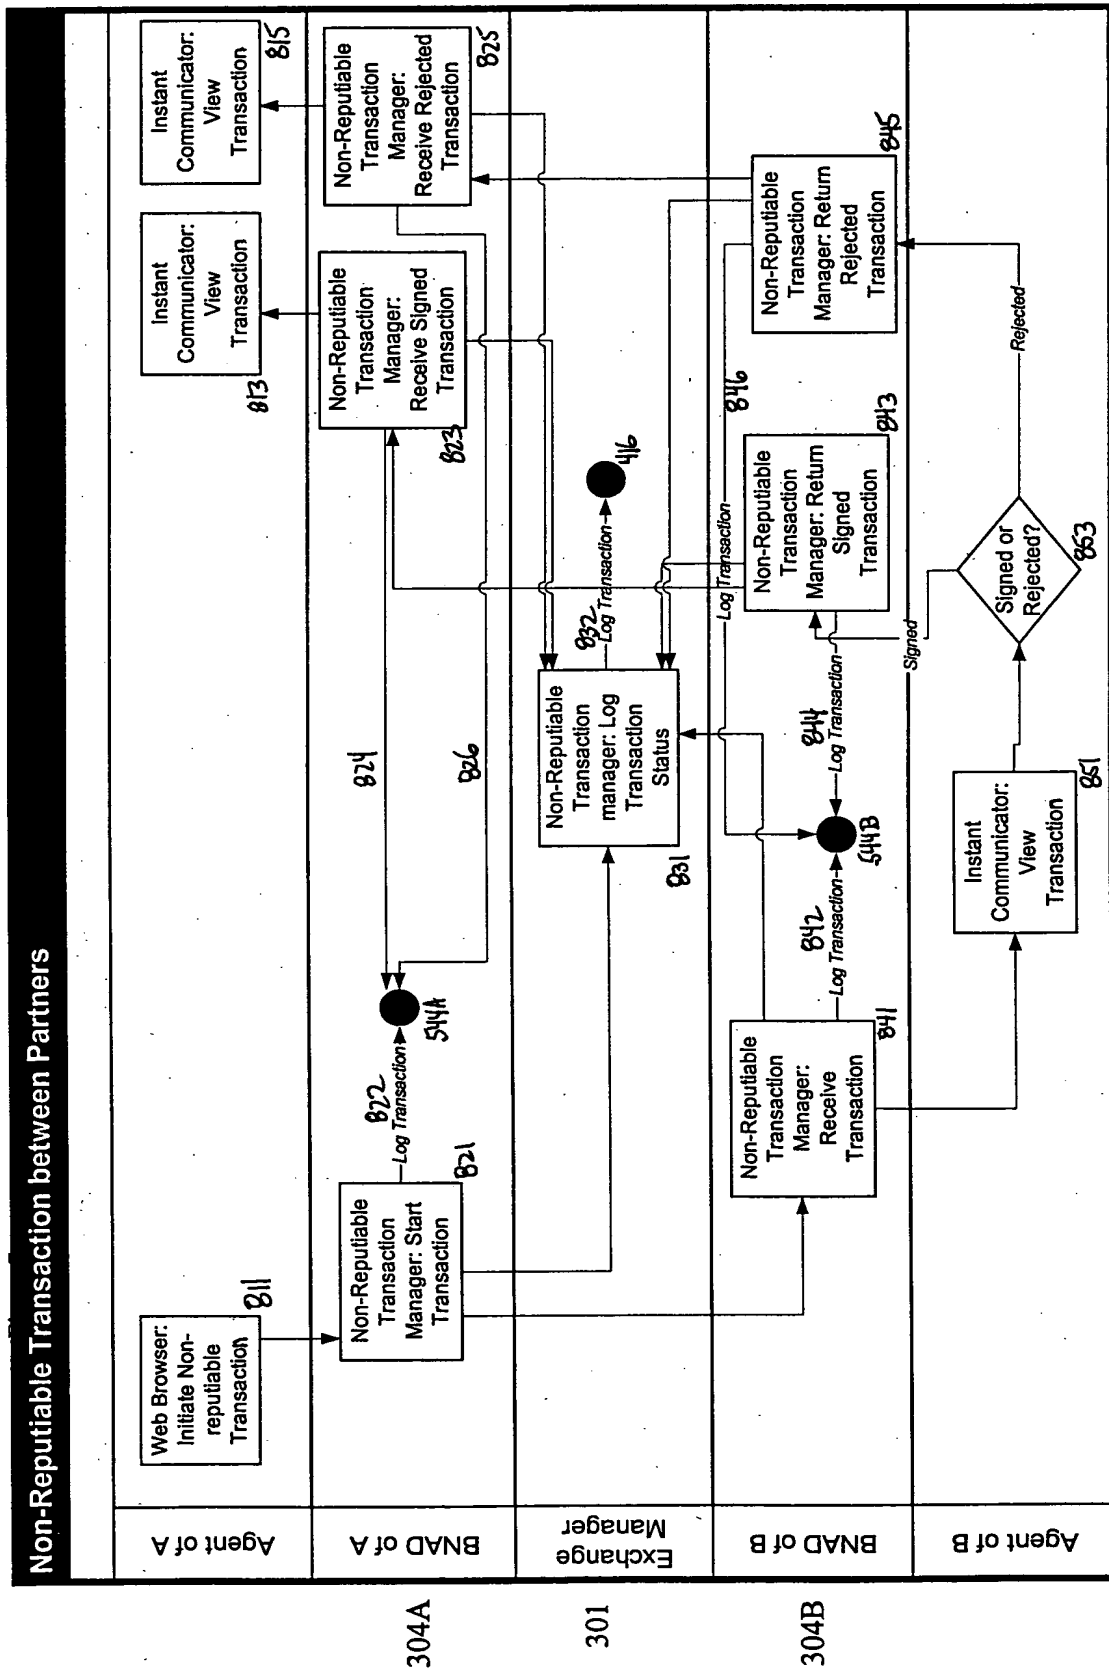 Non-Reputiable Transaction between Partners
Agent of A
Web Browser:
Initiate Non-
reputiable
Transaction
811
Instant
Communicator:
View
Transaction
813
Instant
Communicator:
View
Transaction
815
304A
BNAD of A
Non-Reputiable
Transaction
Manager: Start
Transaction
821
822
Log Transaction
544A
824
826
Non-Reputiable
Transaction
Manager:
Receive Signed
Transaction
823
Non-Reputiable
Transaction
Manager:
Receive Rejected
Transaction
825
301
Exchange
Manager
Non-Reputiable
Transaction
manager: Log
Transaction
Status
831
832
Log Transaction
416
304B
BNAD of B
Non-Reputiable
Transaction
Manager:
Receive
Transaction
841
842
Log Transaction
544B
844
Log Transaction
Log Transaction
846
Non-Reputiable
Transaction
Manager: Return
Signed
Transaction
843
Non-Reputiable
Transaction
Manager: Return
Rejected
Transaction
845
Agent of B
Instant
Communicator:
View
Transaction
851
Signed
Signed or
Rejected?
853
Rejected